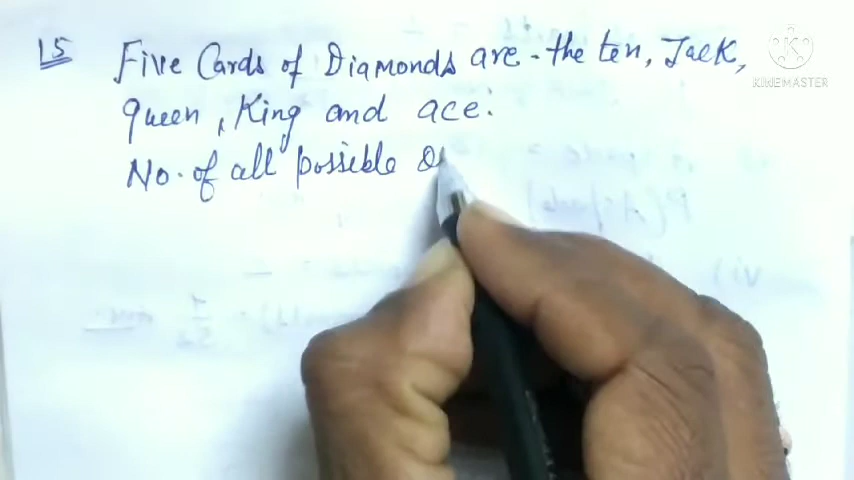 15 Five Cards of Diamonds are - the ten, Jack,
KINEMASTER
queen, King and ace.
No. of all possible